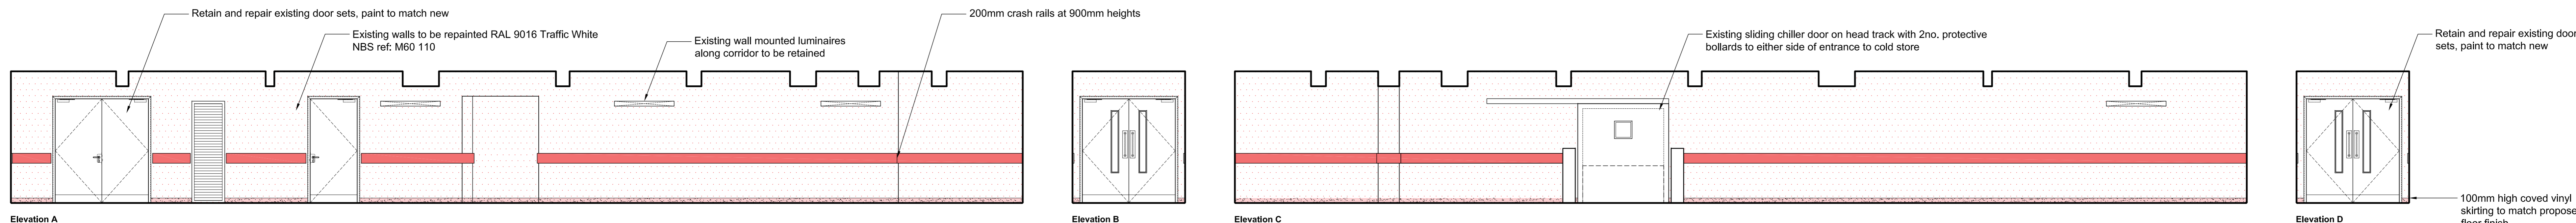 Retain and repair existing door sets, paint to match new
200mm crash rails at 900mm heights
Existing walls to be repainted RAL 9016 Traffic White
NBS ref: M60 110
Existing wall mounted luminaires
along corridor to be retained
Existing sliding chiller door on head track with 2no. protective
bollards to either side of entrance to cold store
Retain and repair existing door
sets, paint to match new
100mm high coved vinyl
skirting to match propose
floor finish
Elevation A
Elevation B
Elevation C
Elevation D